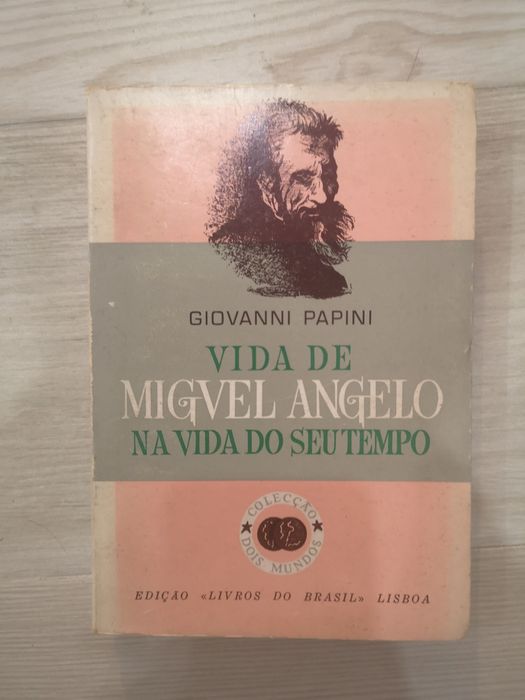 GIOVANNI PAPINI
VIDA DE
MIGVEL ANGELO
NA VIDA DO SEU TEMPO
COLECÇÃO
DOIS MUNDOS
EDIÇÃO «LIVROS DO BRASIL» LISBOA